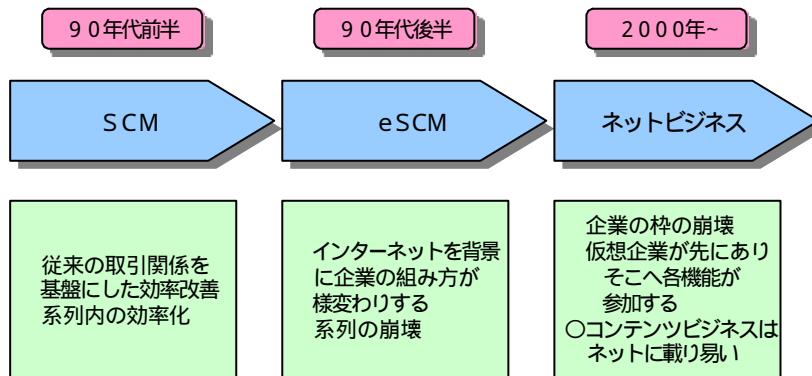 ９０年代前半
９０年代後半
２０００年~
ＳＣＭ
ｅＳＣＭ
ネットビジネス
従来の取引関係を
基盤にした効率改善
系列内の効率化
インターネットを背景
に企業の組み方が
様変わりする
系列の崩壊
企業の枠の崩壊
仮想企業が先にあり
そこへ各機能が
参加する
○コンテンツビジネスは
ネットに載り易い